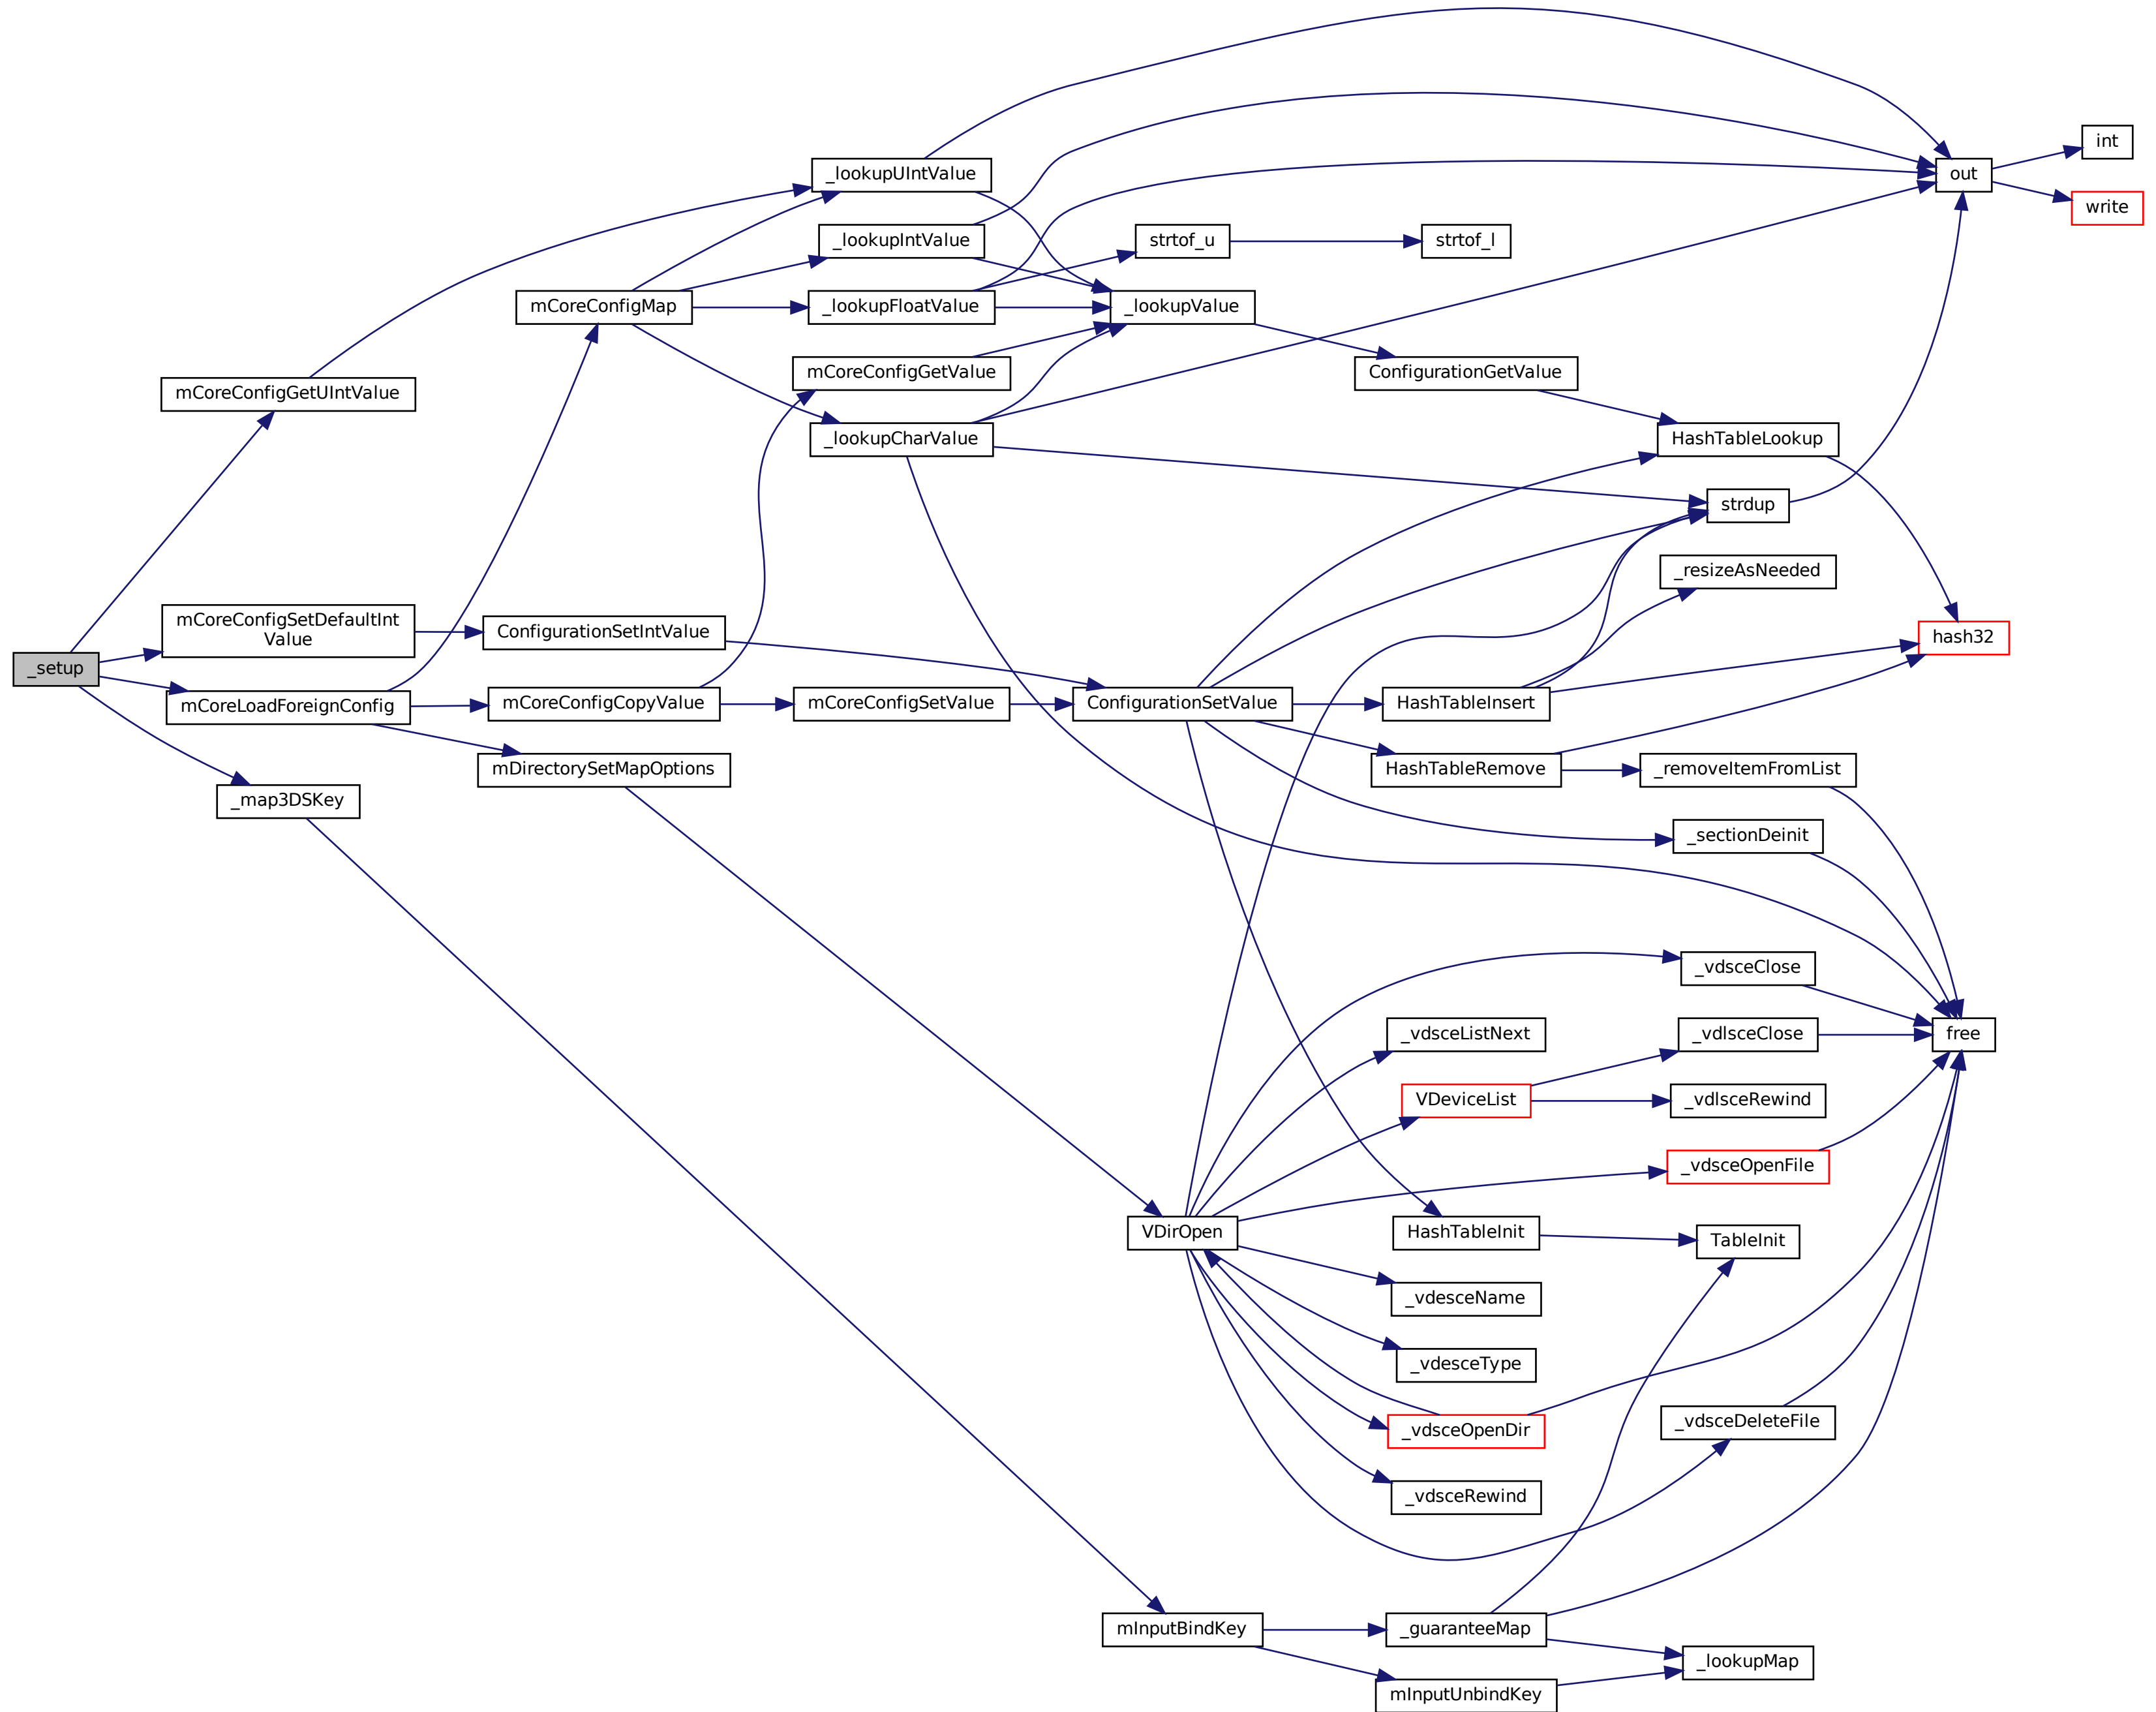 _setup
mCoreConfigGetUIntValue
mCoreConfigSetDefaultInt
Value
mCoreLoadForeignConfig
_map3DSKey
mCoreConfigMap
ConfigurationSetIntValue
mCoreConfigCopyValue
mDirectorySetMapOptions
_lookupUIntValue
_lookupIntValue
_lookupFloatValue
mCoreConfigGetValue
_lookupCharValue
mCoreConfigSetValue
strtof_u
_lookupValue
ConfigurationSetValue
VDirOpen
mInputBindKey
strtof_l
ConfigurationGetValue
HashTableInsert
HashTableRemove
_vdsceListNext
VDeviceList
HashTableInit
_vdesceName
_vdesceType
_vdsceOpenDir
_vdsceRewind
_guaranteeMap
mInputUnbindKey
HashTableLookup
strdup
_resizeAsNeeded
_removeItemFromList
_sectionDeinit
_vdsceClose
_vdlsceClose
_vdlsceRewind
_vdsceOpenFile
TableInit
_vdsceDeleteFile
_lookupMap
out
hash32
free
int
write